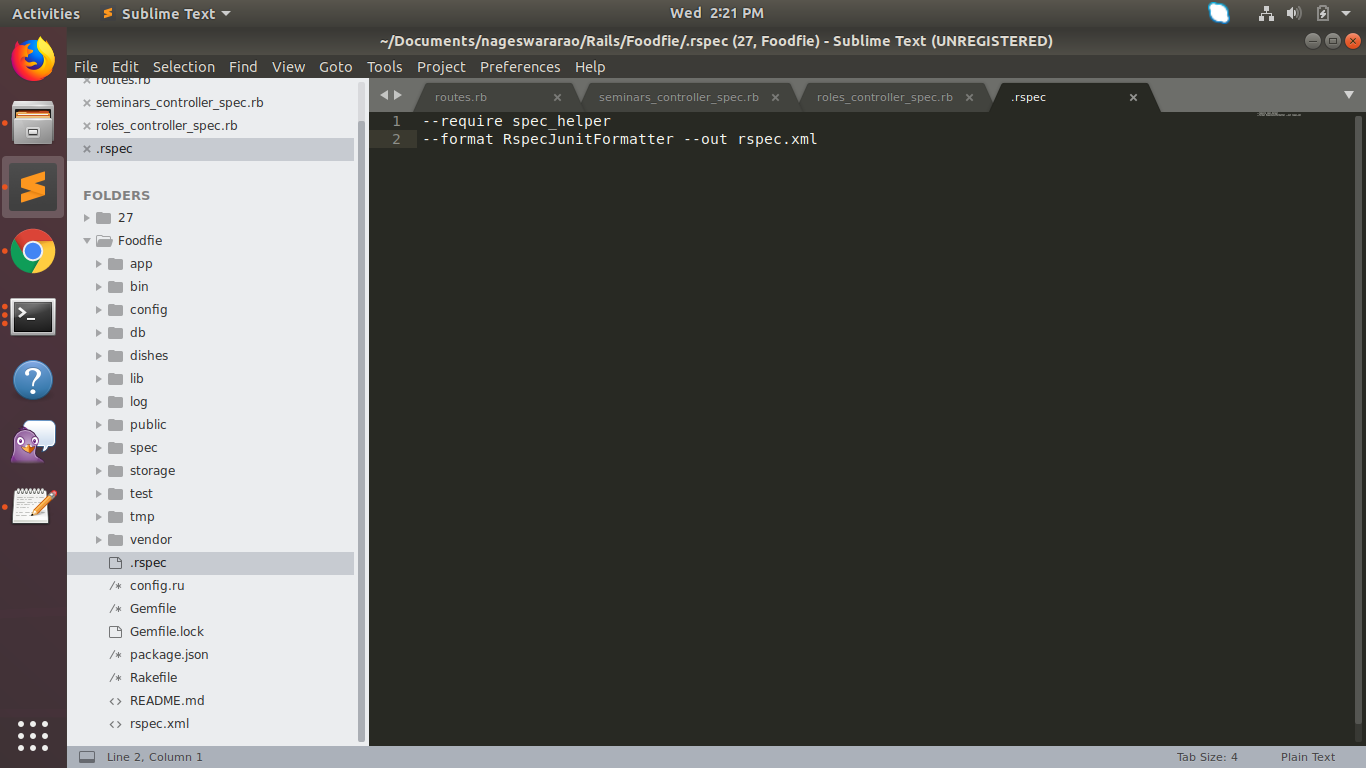 Activities
Sublime Text
Wed 2:21 PM
~/Documents/nageswararao/Rails/Foodfie/.rspec (27, Foodfie) - Sublime Text (UNREGISTERED)
File Edit Selection Find View Goto Tools Project Preferences Help
routes.rb
seminars_controller_spec.rb
roles_controller_spec.rb
.rspec
FOLDERS
27
Foodfie
app
bin
config
db
dishes
lib
log
public
spec
storage
test
tmp
vendor
.rspec
config.ru
Gemfile
Gemfile.lock
package.json
Rakefile
README.md
rspec.xml
routes.rb seminars_controller_spec.rb roles_controller_spec.rb .rspec
1 --require spec_helper
2 --format RspecJunitFormatter --out rspec.xml
Line 2, Column 1
Tab Size: 4
Plain Text